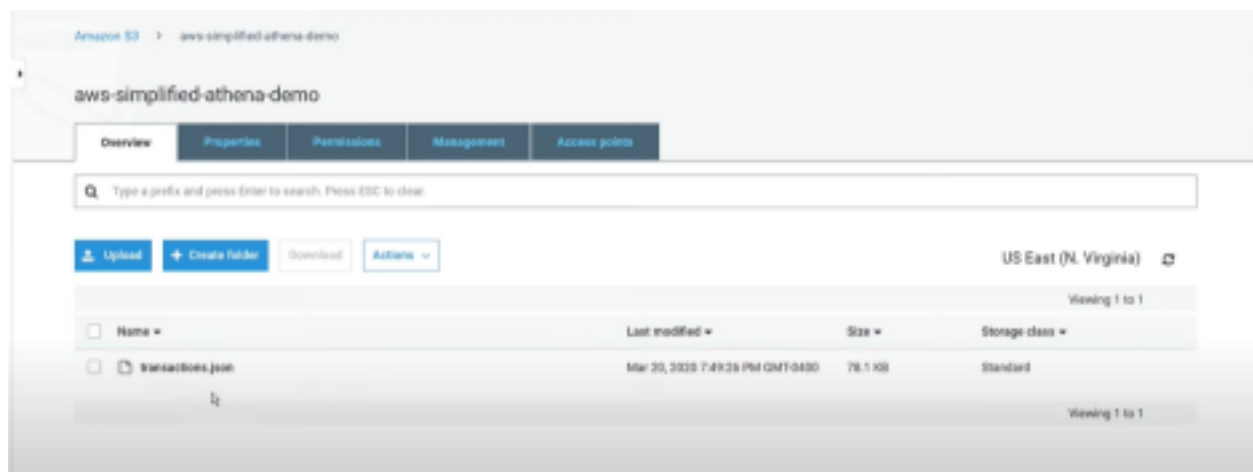 Amazon S3 > aws-simplified-athena-demo
aws-simplified-athena-demo
Overview Properties Permissions Management Access points
Type a prefix and press Enter to search. Press ESC to clear.
Upload + Create folder Download Actions
US East (N. Virginia)
Viewing 1 to 1
Name Last modified Size Storage class
transactions.json Mar 20, 2020 7:49:26 PM GMT-0400 78.1 KB Standard
Viewing 1 to 1